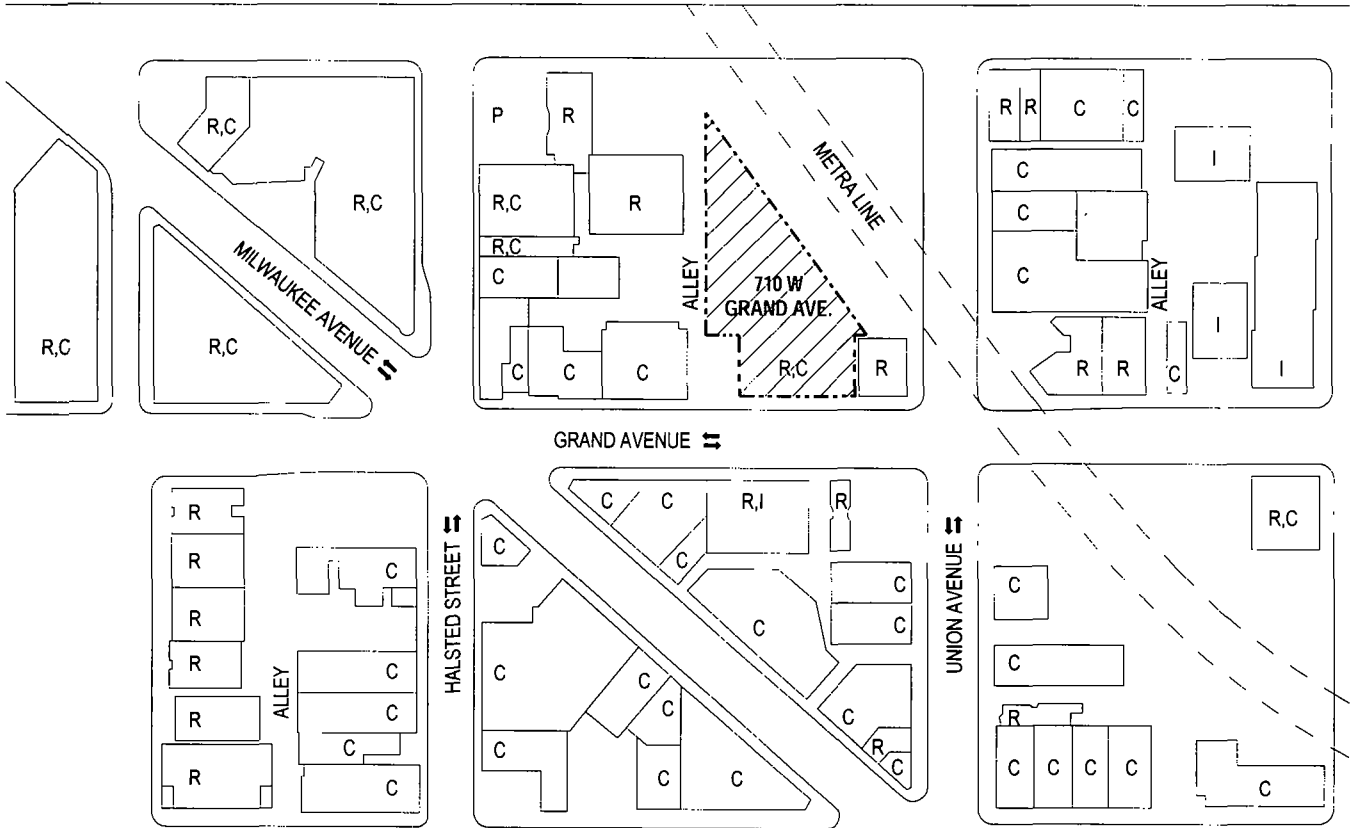 R,C
R,C
R,C
R,C
MILWAUKEE AVENUE ⇆
P
R
R,C
R
R,C
C
C
C
C
ALLEY
710 W
GRAND AVE.
R,C
R
METRA LINE
R
R
C
C
C
C
C
I
ALLEY
I
I
R
R
C
GRAND AVENUE ⇆
R
R
R
R
R
R
ALLEY
C
C
C
C
C
HALSTED STREET ⇆
C
C
C
C
C
C
C
C
C
C
R,I
R
C
C
C
C
C
R
C
UNION AVENUE ⇆
R,C
C
C
R
C
C
C
C
C